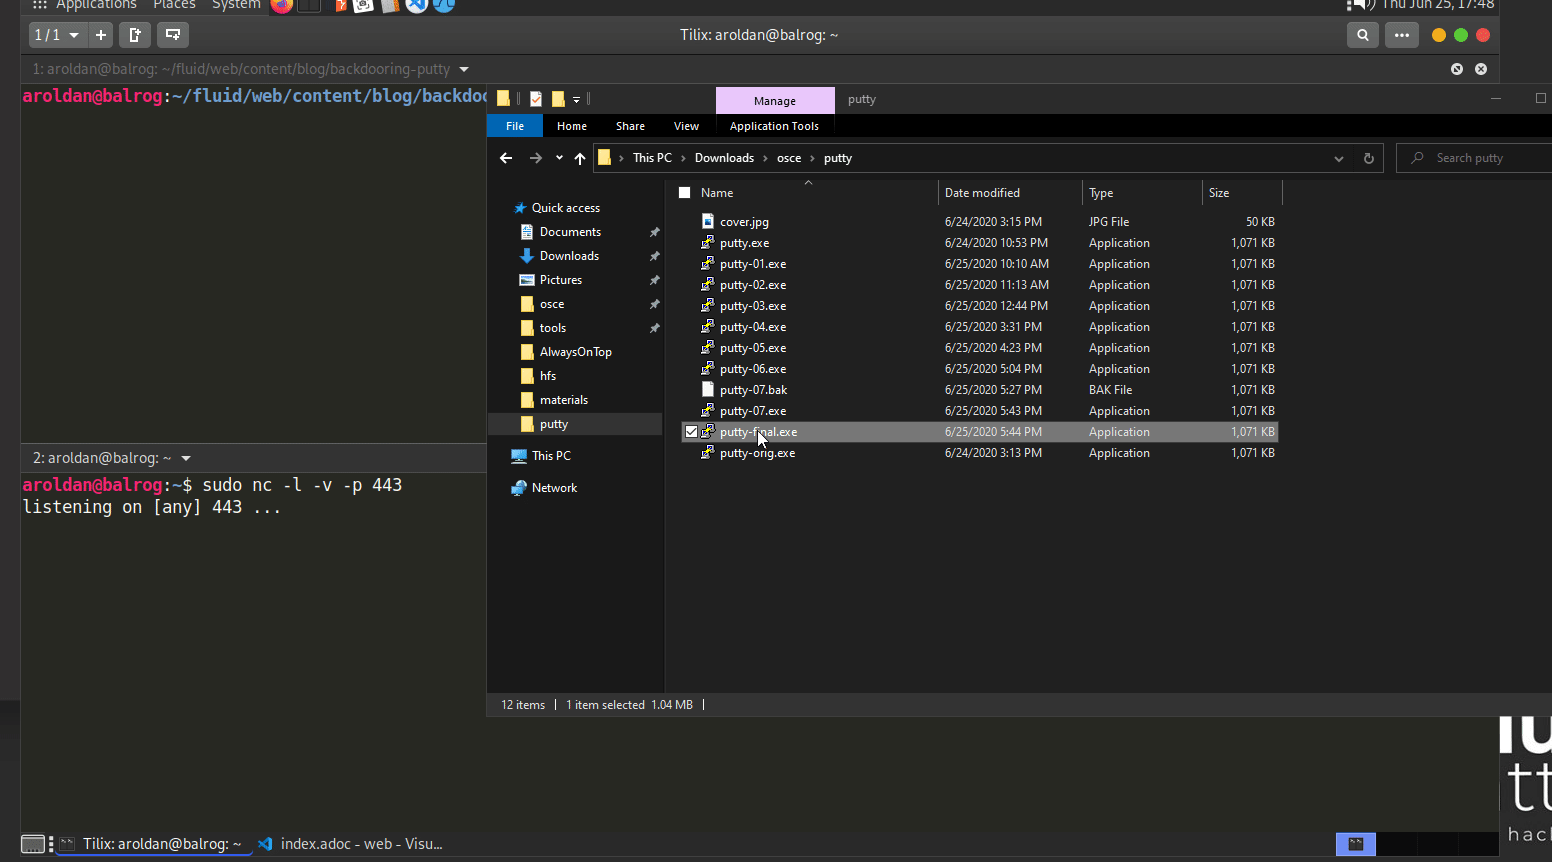 Applications Places System
Thu Jun 25, 17:48
1 / 1
Tilix: aroldan@balrog: ~
1: aroldan@balrog: ~/fluid/web/content/blog/backdooring-putty
aroldan@balrog:~/fluid/web/content/blog/backdoo
Manage
putty
File Home Share View Application Tools
This PC › Downloads › osce › putty
Search putty
Name Date modified Type Size
Quick access
Documents
Downloads
Pictures
osce
tools
AlwaysOnTop
hfs
materials
putty
This PC
Network
cover.jpg 6/24/2020 3:15 PM JPG File 50 KB
putty.exe 6/24/2020 10:53 PM Application 1,071 KB
putty-01.exe 6/25/2020 10:10 AM Application 1,071 KB
putty-02.exe 6/25/2020 11:13 AM Application 1,071 KB
putty-03.exe 6/25/2020 12:44 PM Application 1,071 KB
putty-04.exe 6/25/2020 3:31 PM Application 1,071 KB
putty-05.exe 6/25/2020 4:23 PM Application 1,071 KB
putty-06.exe 6/25/2020 5:04 PM Application 1,071 KB
putty-07.bak 6/25/2020 5:27 PM BAK File 1,071 KB
putty-07.exe 6/25/2020 5:43 PM Application 1,071 KB
putty-final.exe 6/25/2020 5:44 PM Application 1,071 KB
putty-orig.exe 6/24/2020 3:13 PM Application 1,071 KB
12 items 1 item selected 1.04 MB
2: aroldan@balrog: ~
aroldan@balrog:~$ sudo nc -l -v -p 443
listening on [any] 443 ...
tt
hac
Tilix: aroldan@balrog: ~
index.adoc - web - Visu...